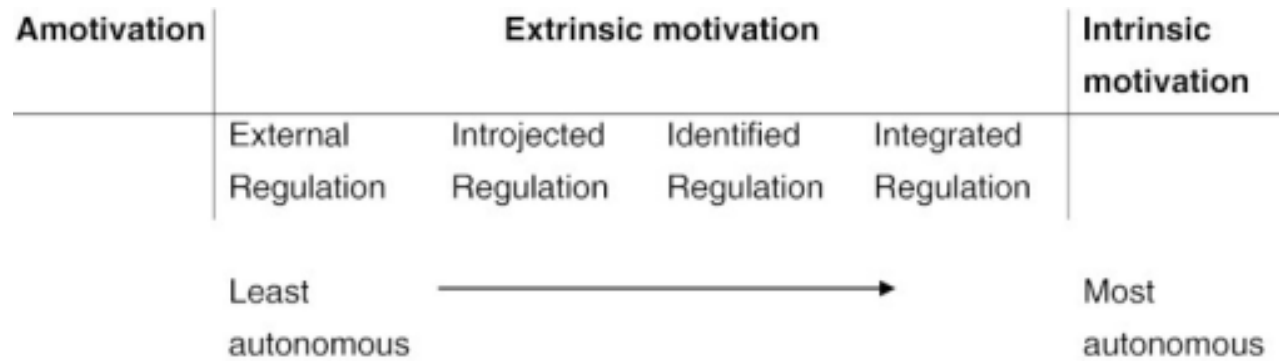 Amotivation Extrinsic motivation Intrinsic
motivation
External Introjected Identified Integrated
Regulation Regulation Regulation Regulation
Least Most
autonomous autonomous